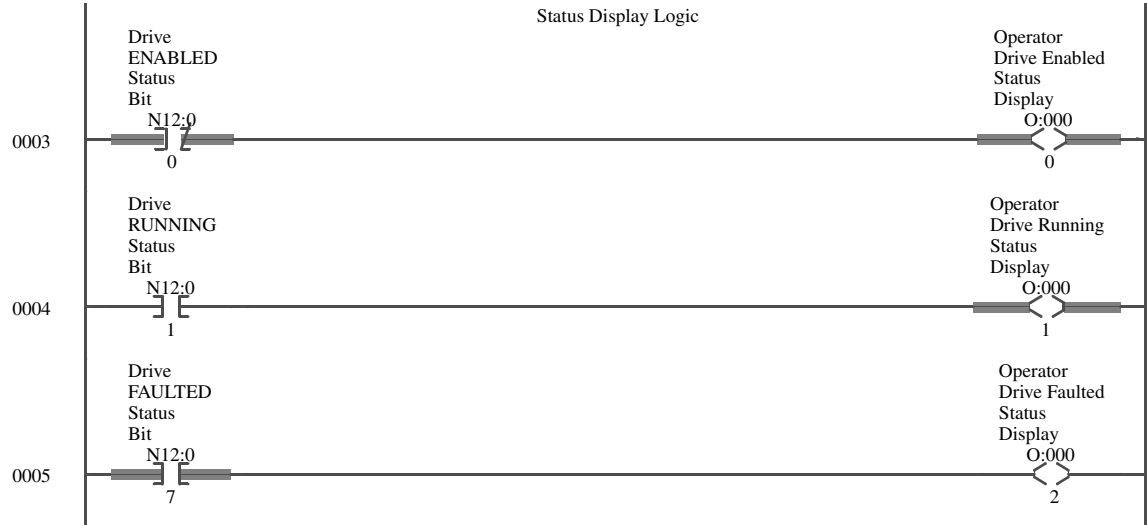 Status Display Logic
Drive
ENABLED
Status
Bit
N12:0
0
Operator
Drive Enabled
Status
Display
O:000
0
0003
Drive
RUNNING
Status
Bit
N12:0
1
Operator
Drive Running
Status
Display
O:000
1
0004
Drive
FAULTED
Status
Bit
N12:0
7
Operator
Drive Faulted
Status
Display
O:000
2
0005